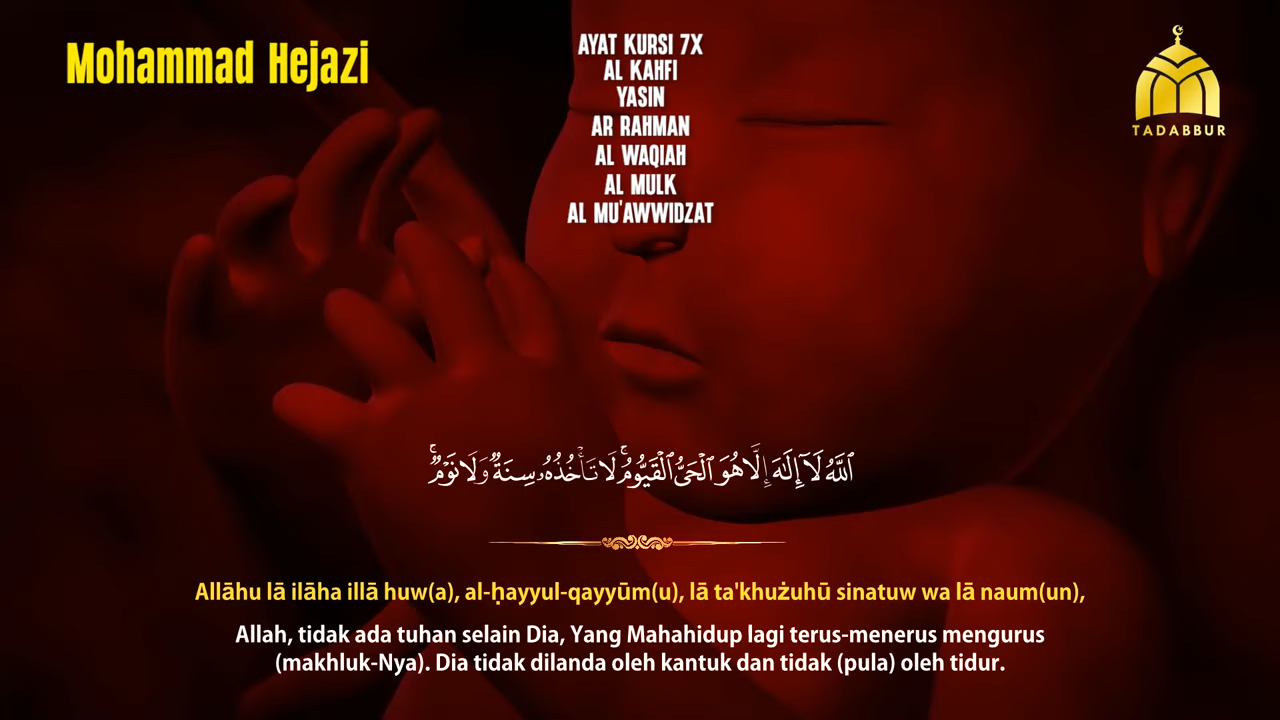 Mohammad Hejazi
AYAT KURSI 7X
AL KAHFI
YASIN
AR RAHMAN
AL WAQIAH
AL MULK
AL MU'AWWIDZAT
TADABBUR
ٱللَّهُ لَآ إِلَٰهَ إِلَّا هُوَ ٱلْحَىُّ ٱلْقَيُّومُ ۚ لَا تَأْخُذُهُۥ سِنَةٌ وَلَا نَوْمٌ ۚ
Allāhu lā ilāha illā huw(a), al-ḥayyul-qayyūm(u), lā ta'khużuhū sinatuw wa lā naum(un),
Allah, tidak ada tuhan selain Dia, Yang Mahahidup lagi terus-menerus mengurus
(makhluk-Nya). Dia tidak dilanda oleh kantuk dan tidak (pula) oleh tidur.